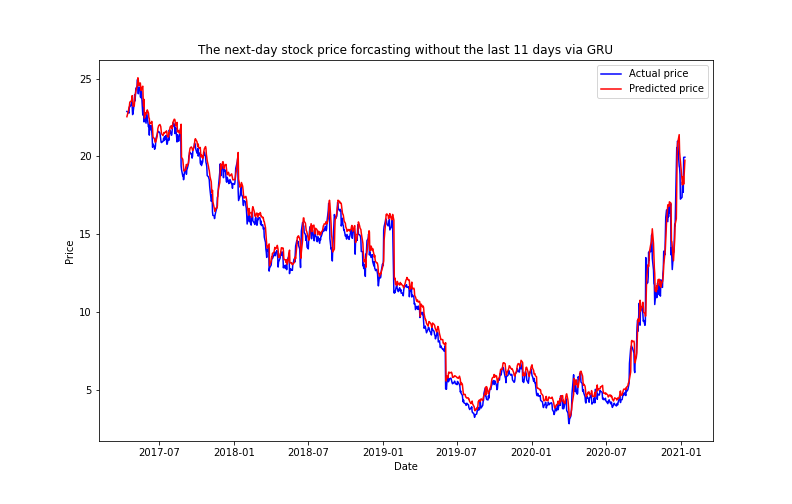 The next-day stock price forcasting without the last 11 days via GRU
Actual price
Predicted price
25
20
15
10
5
Price
2017-07 2018-01 2018-07 2019-01 2019-07 2020-01 2020-07 2021-01
Date